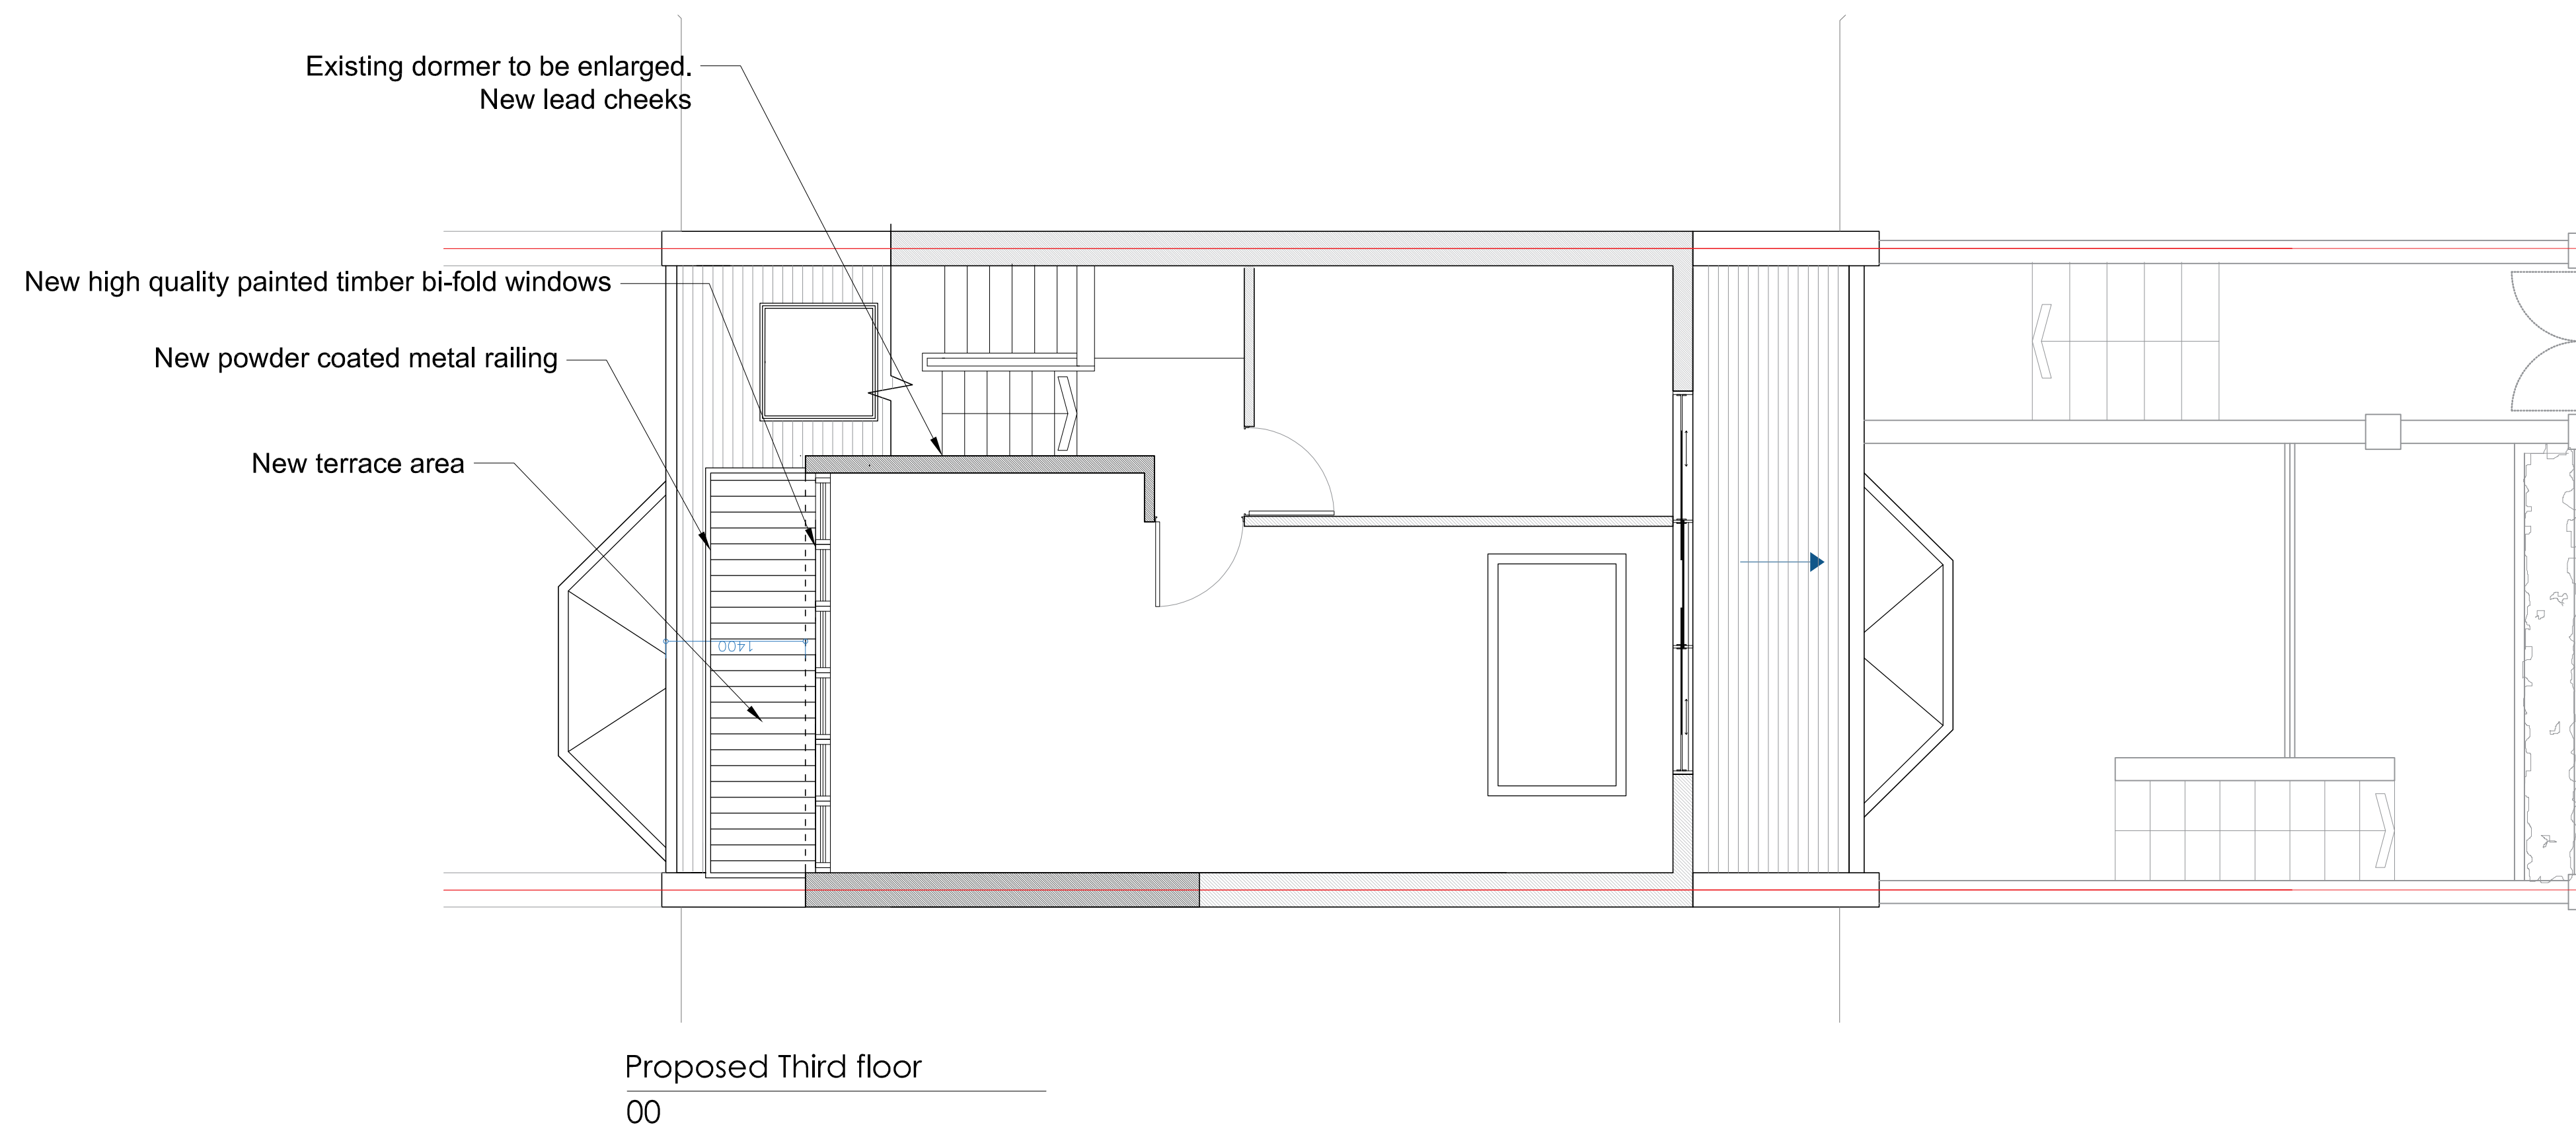 Existing dormer to be enlarged.
New lead cheeks
New high quality painted timber bi-fold windows
New powder coated metal railing
New terrace area
1400
Proposed Third floor
00